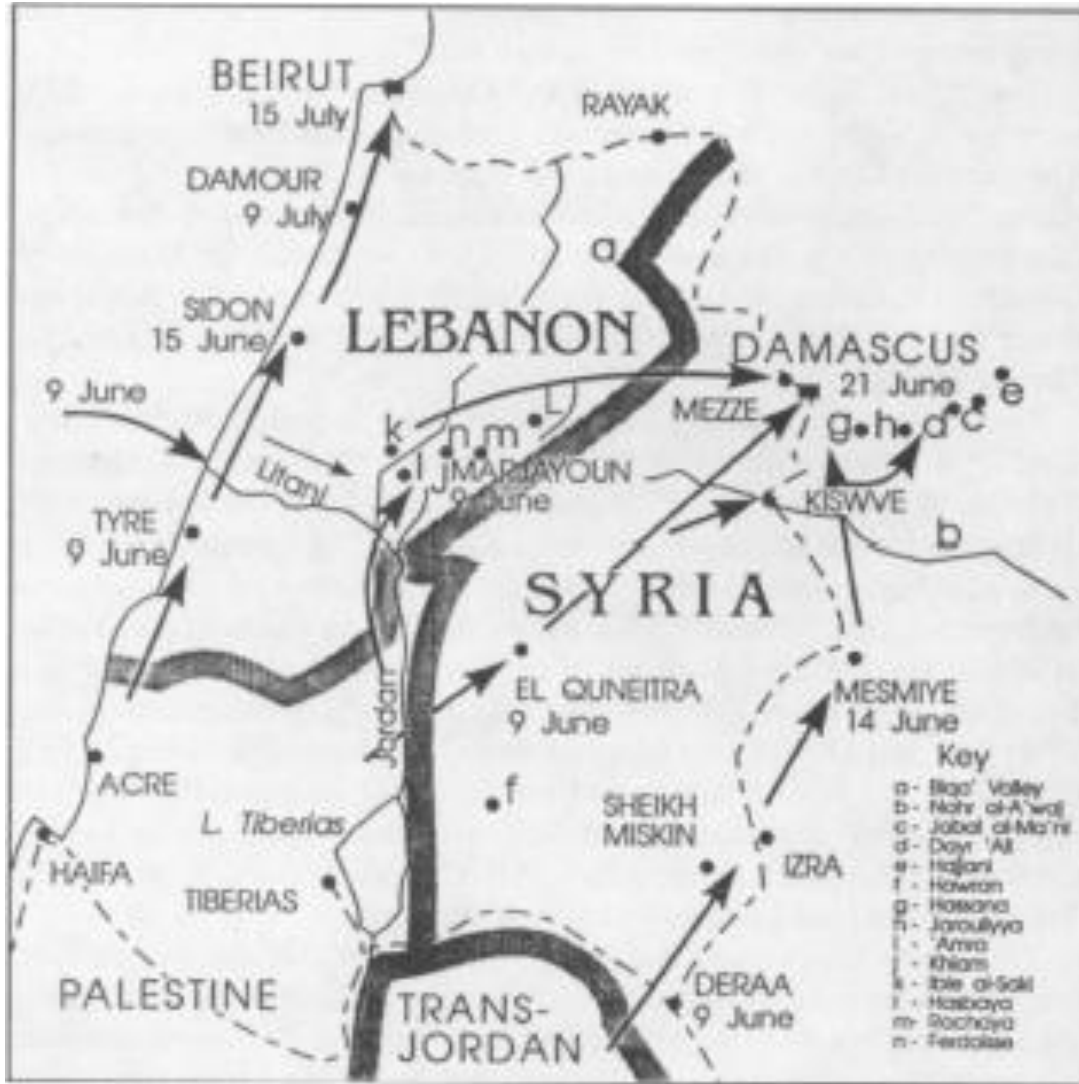 BEIRUT
15 July
RAYAK
DAMOUR
9 July
a
SIDON
15 June
LEBANON
DAMASCUS
21 June
e
9 June
MEZZE
c
L
k
n
m
g
h
d
l
j
MARJAYOUN
9 June
Litani
KISWVE
TYRE
9 June
b
SYRIA
EL QUNEITRA
9 June
MESMIYE
14 June
Jordan
ACRE
f
L. Tiberias
SHEIKH
MISKIN
HAIFA
TIBERIAS
IZRA
PALESTINE
TRANS-
JORDAN
DERAA
9 June
Key
a - Biqa' Valley
b - Nahr al-A'waj
c - Jabal al-Ma'ni
d - Dayr 'Ali
e - Hajjani
f - Hawran
g - Hassana
h - Jarouliyya
i - 'Amra
j - Khiam
k - Ible al-Saki
l - Hasbaya
m - Rachaya
n - Ferdaisse